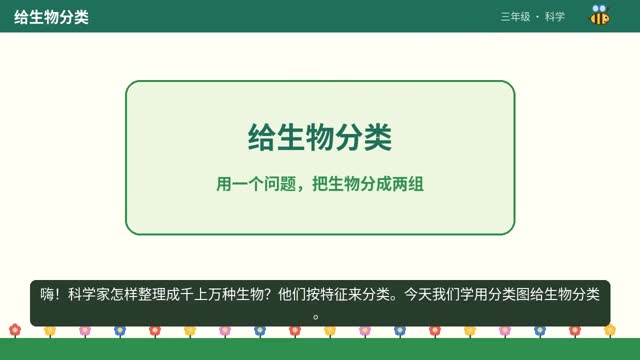 给生物分类
三年级 · 科学
给生物分类
用一个问题，把生物分成两组
嗨！科学家怎样整理成千上万种生物？他们按特征来分类。今天我们学用分类图给生物分类
。